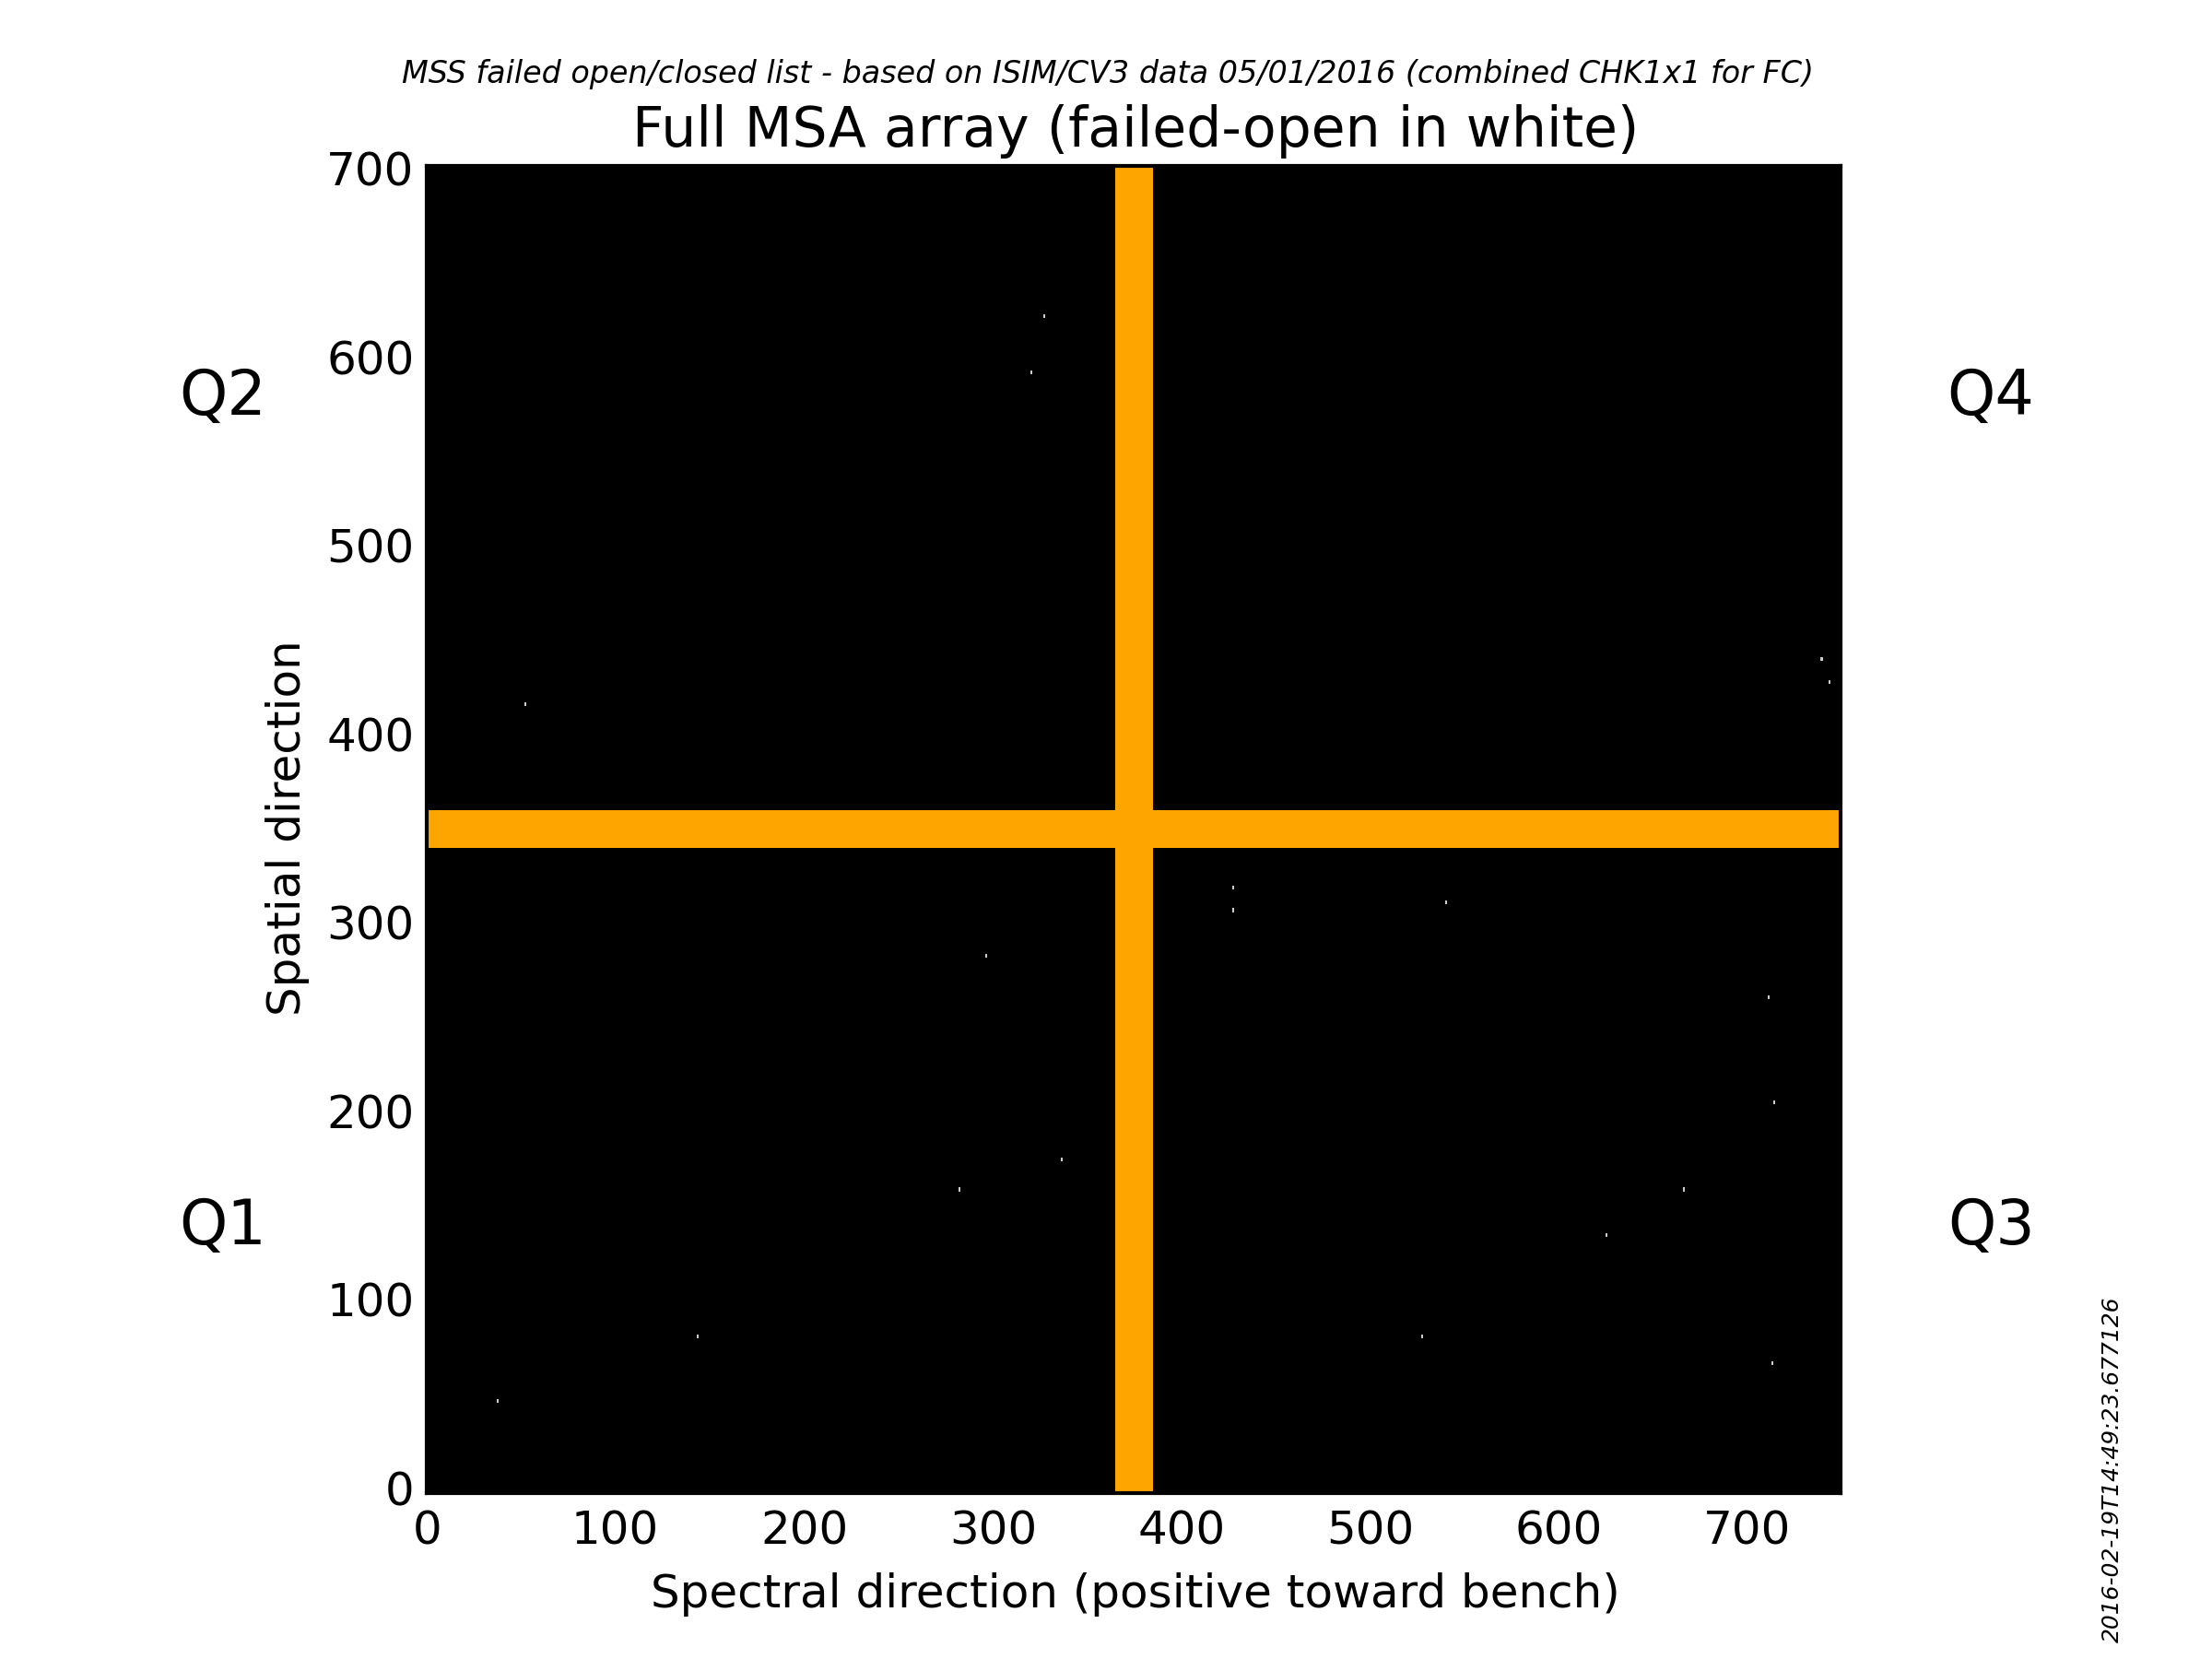 MSS failed open/closed list - based on ISIM/CV3 data 05/01/2016 (combined CHK1x1 for FC)
Full MSA array (failed-open in white)
700
600
500
400
300
200
100
0
Spatial direction
Q2
Q4
Q1
Q3
0 100 200 300 400 500 600 700
Spectral direction (positive toward bench)
2016-02-19T14:49:23.677126